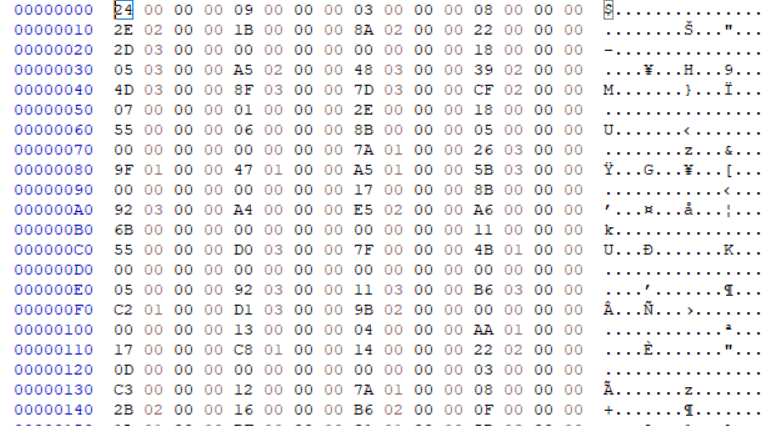 00000000 24 00 00 00 09 00 00 00 03 00 00 00 08 00 00 00 $...............
00000010 2E 02 00 00 1B 00 00 00 8A 02 00 00 22 00 00 00 ........Š..."...
00000020 2D 03 00 00 00 00 00 00 00 00 00 00 18 00 00 00 -...............
00000030 05 03 00 00 A5 02 00 00 48 03 00 00 39 02 00 00 ....¥...H...9...
00000040 4D 03 00 00 8F 03 00 00 7D 03 00 00 CF 02 00 00 M.......}...Ï...
00000050 07 00 00 00 01 00 00 00 2E 00 00 00 18 00 00 00 ................
00000060 55 00 00 00 06 00 00 00 8B 00 00 00 05 00 00 00 U.......‹.......
00000070 00 00 00 00 00 00 00 00 7A 01 00 00 26 03 00 00 ........z...&...
00000080 9F 01 00 00 47 01 00 00 A5 01 00 00 5B 03 00 00 Ÿ...G...¥...[...
00000090 00 00 00 00 00 00 00 00 17 00 00 00 8B 00 00 00 ............‹...
000000A0 92 03 00 00 A4 00 00 00 E5 02 00 00 A6 00 00 00 ’...¤...å...¦...
000000B0 6B 00 00 00 00 00 00 00 00 00 00 00 11 00 00 00 k...............
000000C0 55 00 00 00 D0 03 00 00 7F 00 00 00 4B 01 00 00 U...Ð.......K...
000000D0 00 00 00 00 00 00 00 00 00 00 00 00 00 00 00 00 ................
000000E0 05 00 00 00 92 03 00 00 11 03 00 00 B6 03 00 00 ....’.......¶...
000000F0 C2 01 00 00 D1 03 00 00 9B 02 00 00 00 00 00 00 Â...Ñ...›.......
00000100 00 00 00 00 13 00 00 00 04 00 00 00 AA 01 00 00 ............ª...
00000110 17 00 00 00 C8 01 00 00 14 00 00 00 22 02 00 00 ....È......."...
00000120 0D 00 00 00 00 00 00 00 00 00 00 00 03 00 00 00 ................
00000130 C3 00 00 00 12 00 00 00 7A 01 00 00 08 00 00 00 Ã.......z.......
00000140 2B 02 00 00 16 00 00 00 B6 02 00 00 0F 00 00 00 +.......¶.......